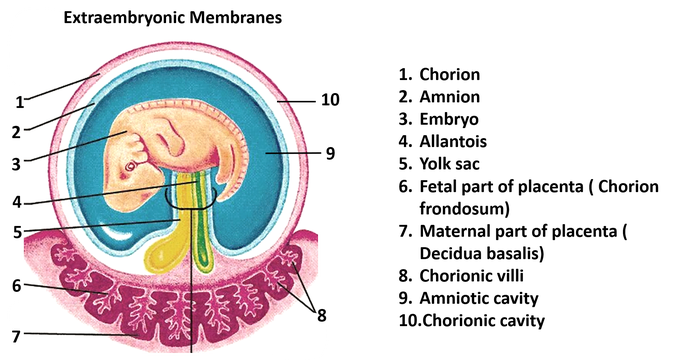 Extraembryonic Membranes
1
2
3
4
5
6
7
8
9
10
1. Chorion
2. Amnion
3. Embryo
4. Allantois
5. Yolk sac
6. Fetal part of placenta ( Chorion
frondosum)
7. Maternal part of placenta (
Decidua basalis)
8. Chorionic villi
9. Amniotic cavity
10.Chorionic cavity